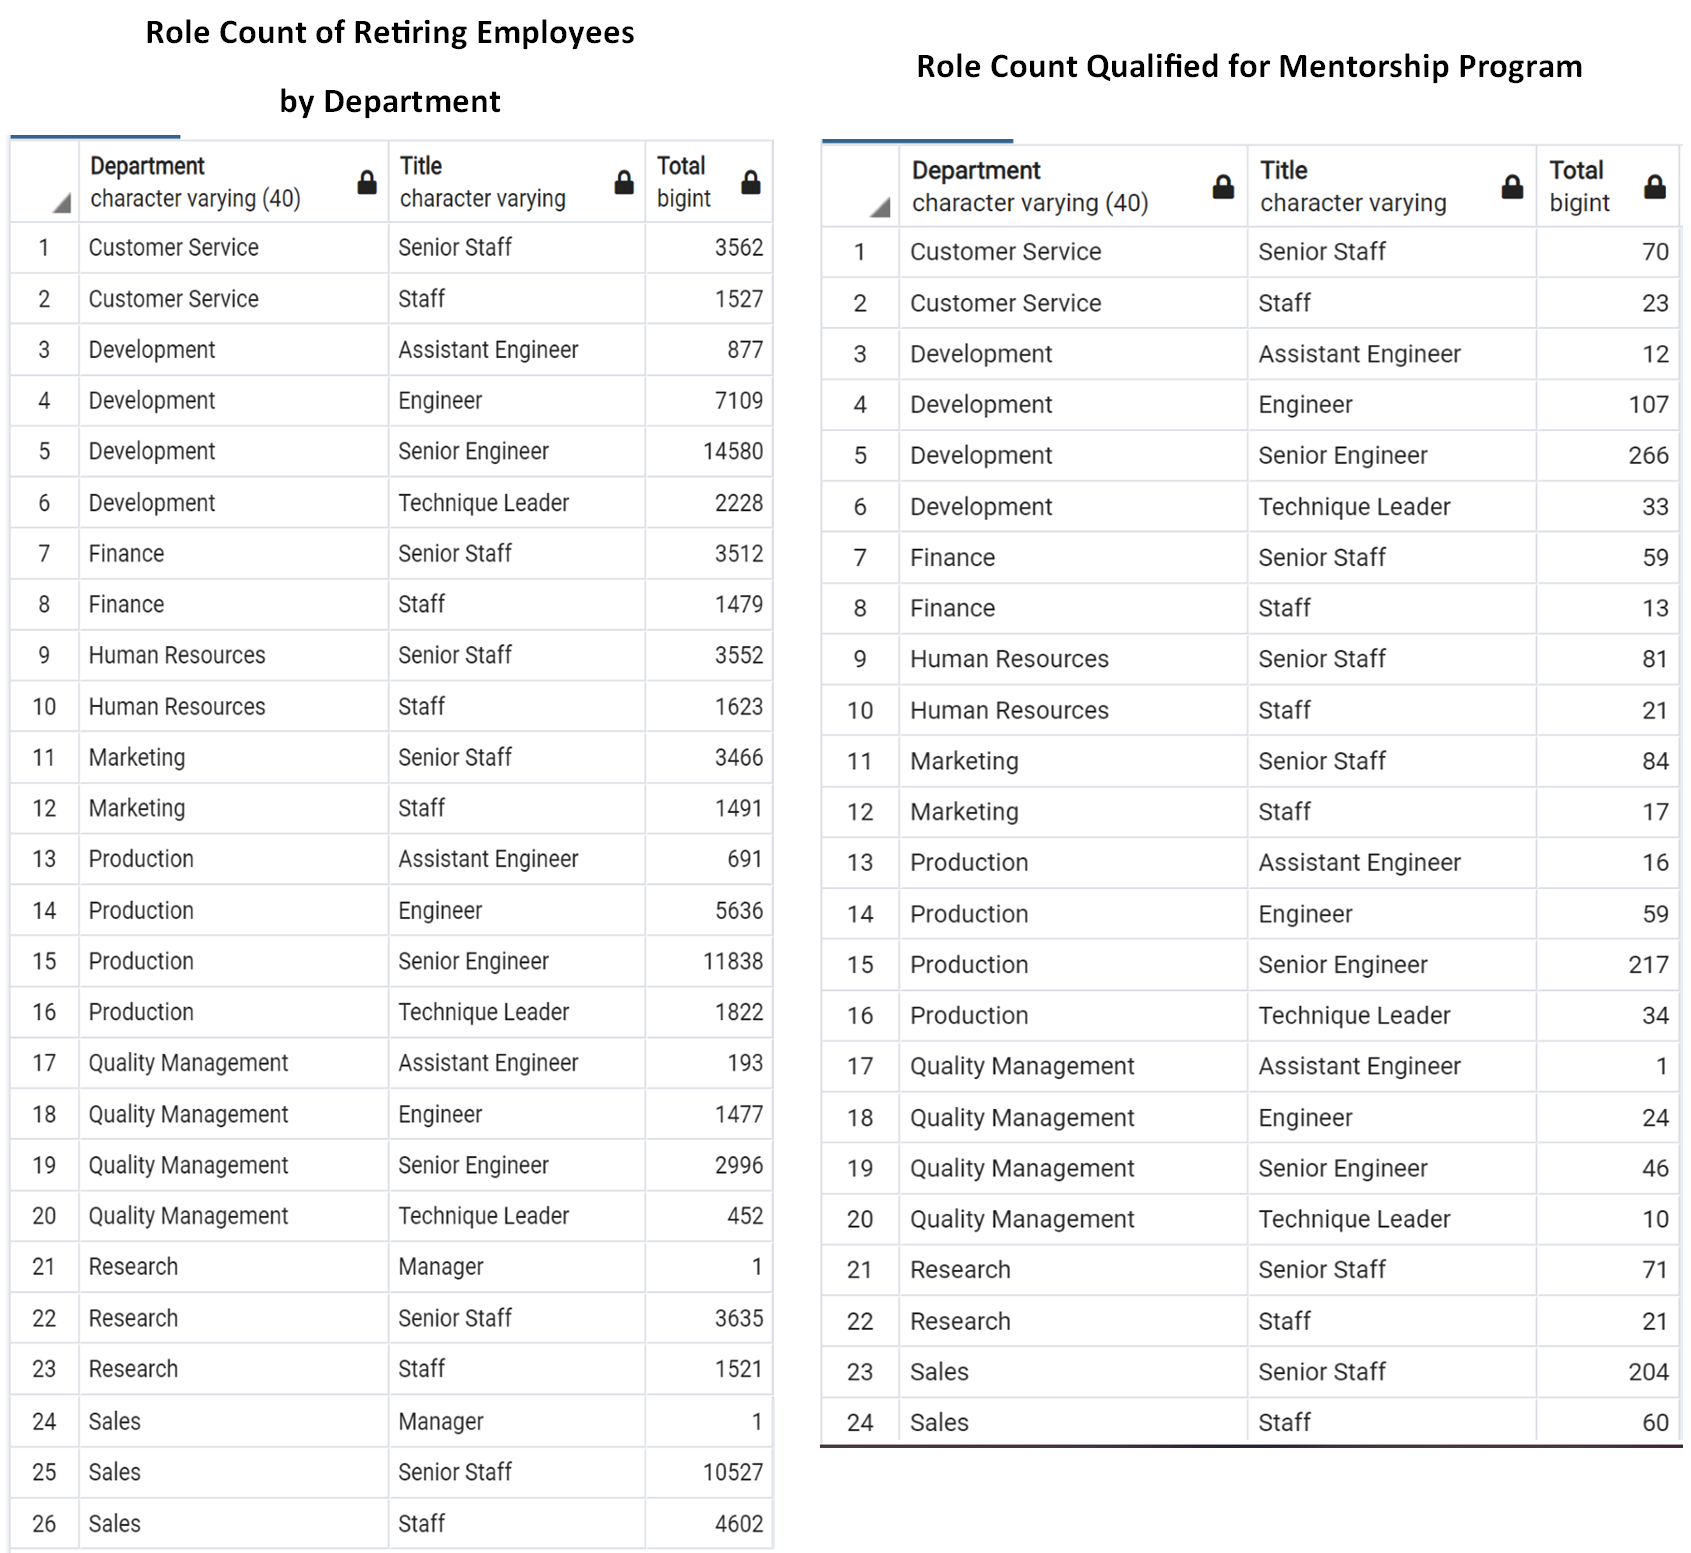 Role Count of Retiring Employees
by Department
Department Title Total
character varying (40) character varying bigint
1 Customer Service Senior Staff 3562
2 Customer Service Staff 1527
3 Development Assistant Engineer 877
4 Development Engineer 7109
5 Development Senior Engineer 14580
6 Development Technique Leader 2228
7 Finance Senior Staff 3512
8 Finance Staff 1479
9 Human Resources Senior Staff 3552
10 Human Resources Staff 1623
11 Marketing Senior Staff 3466
12 Marketing Staff 1491
13 Production Assistant Engineer 691
14 Production Engineer 5636
15 Production Senior Engineer 11838
16 Production Technique Leader 1822
17 Quality Management Assistant Engineer 193
18 Quality Management Engineer 1477
19 Quality Management Senior Engineer 2996
20 Quality Management Technique Leader 452
21 Research Manager 1
22 Research Senior Staff 3635
23 Research Staff 1521
24 Sales Manager 1
25 Sales Senior Staff 10527
26 Sales Staff 4602
Role Count Qualified for Mentorship Program
Department Title Total
character varying (40) character varying bigint
1 Customer Service Senior Staff 70
2 Customer Service Staff 23
3 Development Assistant Engineer 12
4 Development Engineer 107
5 Development Senior Engineer 266
6 Development Technique Leader 33
7 Finance Senior Staff 59
8 Finance Staff 13
9 Human Resources Senior Staff 81
10 Human Resources Staff 21
11 Marketing Senior Staff 84
12 Marketing Staff 17
13 Production Assistant Engineer 16
14 Production Engineer 59
15 Production Senior Engineer 217
16 Production Technique Leader 34
17 Quality Management Assistant Engineer 1
18 Quality Management Engineer 24
19 Quality Management Senior Engineer 46
20 Quality Management Technique Leader 10
21 Research Senior Staff 71
22 Research Staff 21
23 Sales Senior Staff 204
24 Sales Staff 60